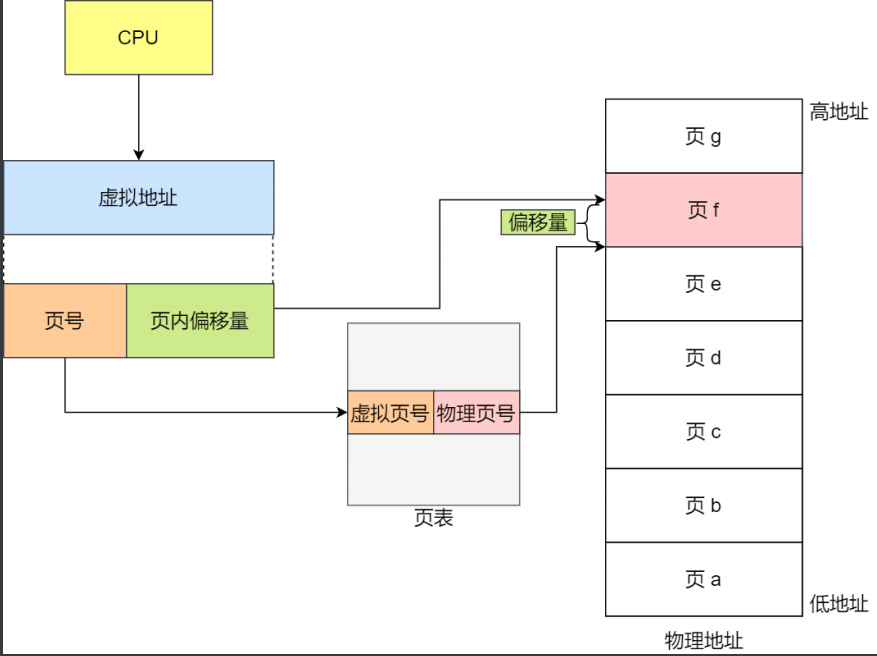 CPU
虚拟地址
页号
页内偏移量
虚拟页号
物理页号
页表
偏移量
高地址
页 g
页 f
页 e
页 d
页 c
页 b
页 a
低地址
物理地址